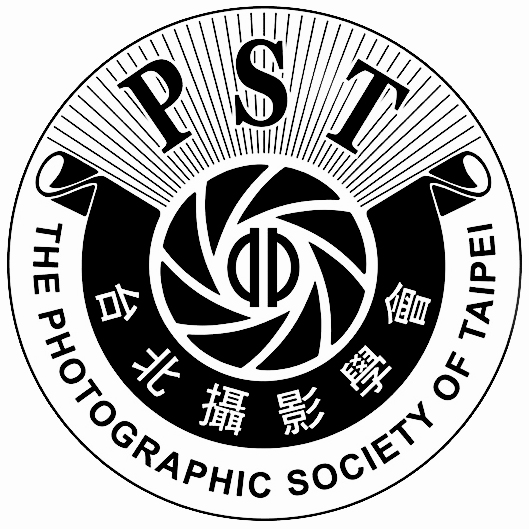 PST
台北攝影學會
THE PHOTOGRAPHIC SOCIETY OF TAIPEI